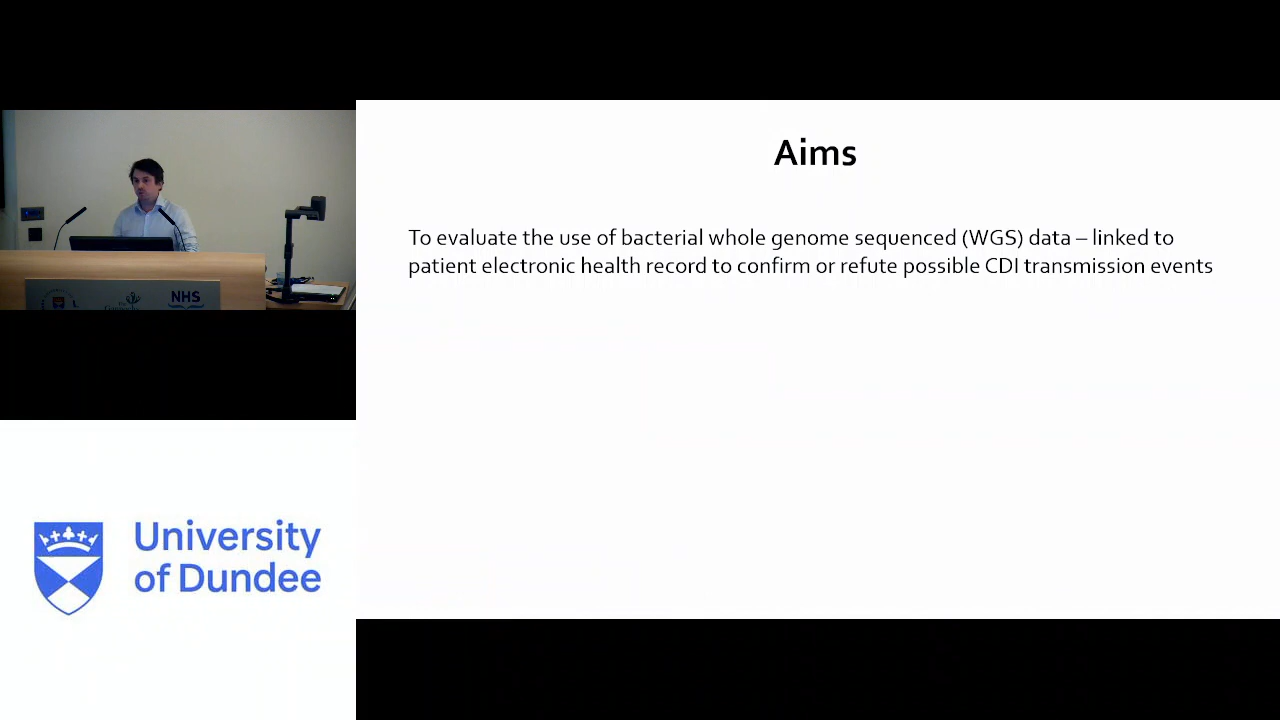 Aims
To evaluate the use of bacterial whole genome sequenced (WGS) data – linked to
patient electronic health record to confirm or refute possible CDI transmission events
NHS
University
of Dundee